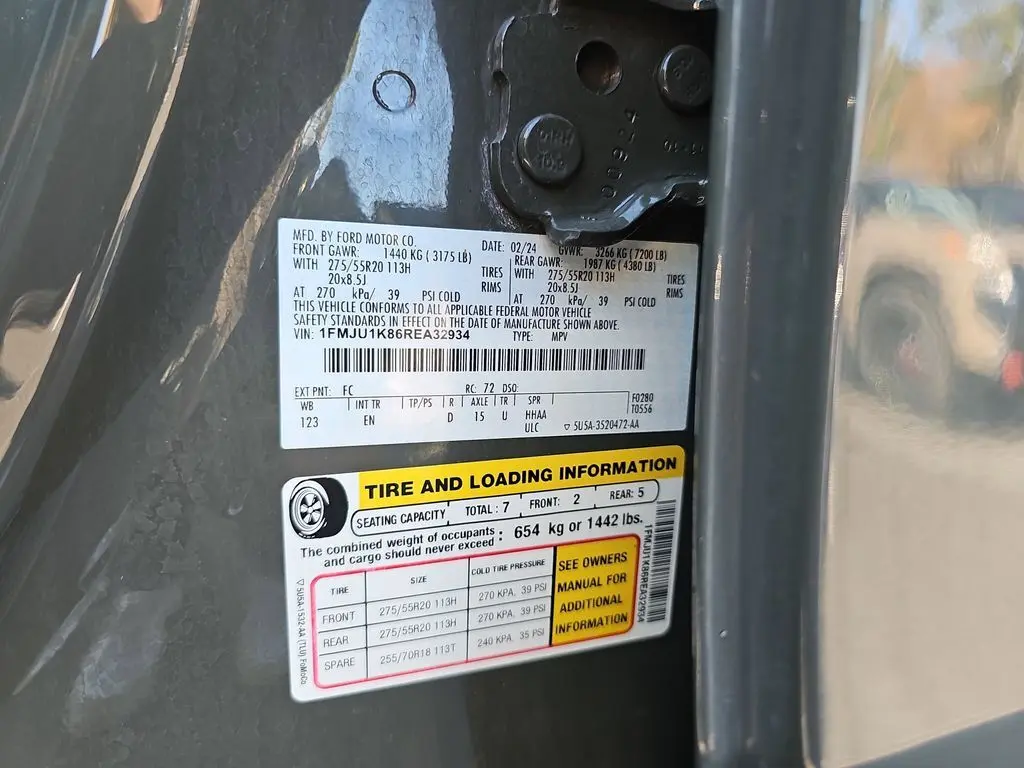 00924
MFD. BY FORD MOTOR CO.
DATE: 02/24 GVWR: 3266 KG ( 7200 LB)
FRONT GAWR: 1440 KG ( 3175 LB)
REAR GAWR: 1987 KG ( 4380 LB)
WITH 275/55R20 113H TIRES
WITH 275/55R20 113H TIRES
20x8.5J RIMS
20x8.5J RIMS
AT 270 kPa/ 39 PSI COLD
AT 270 kPa/ 39 PSI COLD
THIS VEHICLE CONFORMS TO ALL APPLICABLE FEDERAL MOTOR VEHICLE
SAFETY STANDARDS IN EFFECT ON THE DATE OF MANUFACTURE SHOWN ABOVE.
VIN: 1FMJU1K86REA32934 TYPE: MPV
EXT PNT: FC RC: 72 DSO:
WB INT TR TP/PS R AXLE TR SPR F0280
123 EN D 15 U HHAA T0556
ULC ▽ 5U5A-3520472-AA
TIRE AND LOADING INFORMATION
SEATING CAPACITY TOTAL : 7 FRONT: 2 REAR: 5
The combined weight of occupants
and cargo should never exceed : 654 kg or 1442 lbs.
TIRE SIZE COLD TIRE PRESSURE
FRONT 275/55R20 113H 270 KPA, 39 PSI
REAR 275/55R20 113H 270 KPA, 39 PSI
SPARE 255/70R18 113T 240 KPA, 35 PSI
SEE OWNERS
MANUAL FOR
ADDITIONAL
INFORMATION
1FMJU1K86REA32934
▽ 5U5A-1532-AA (TLU) FoMoCo